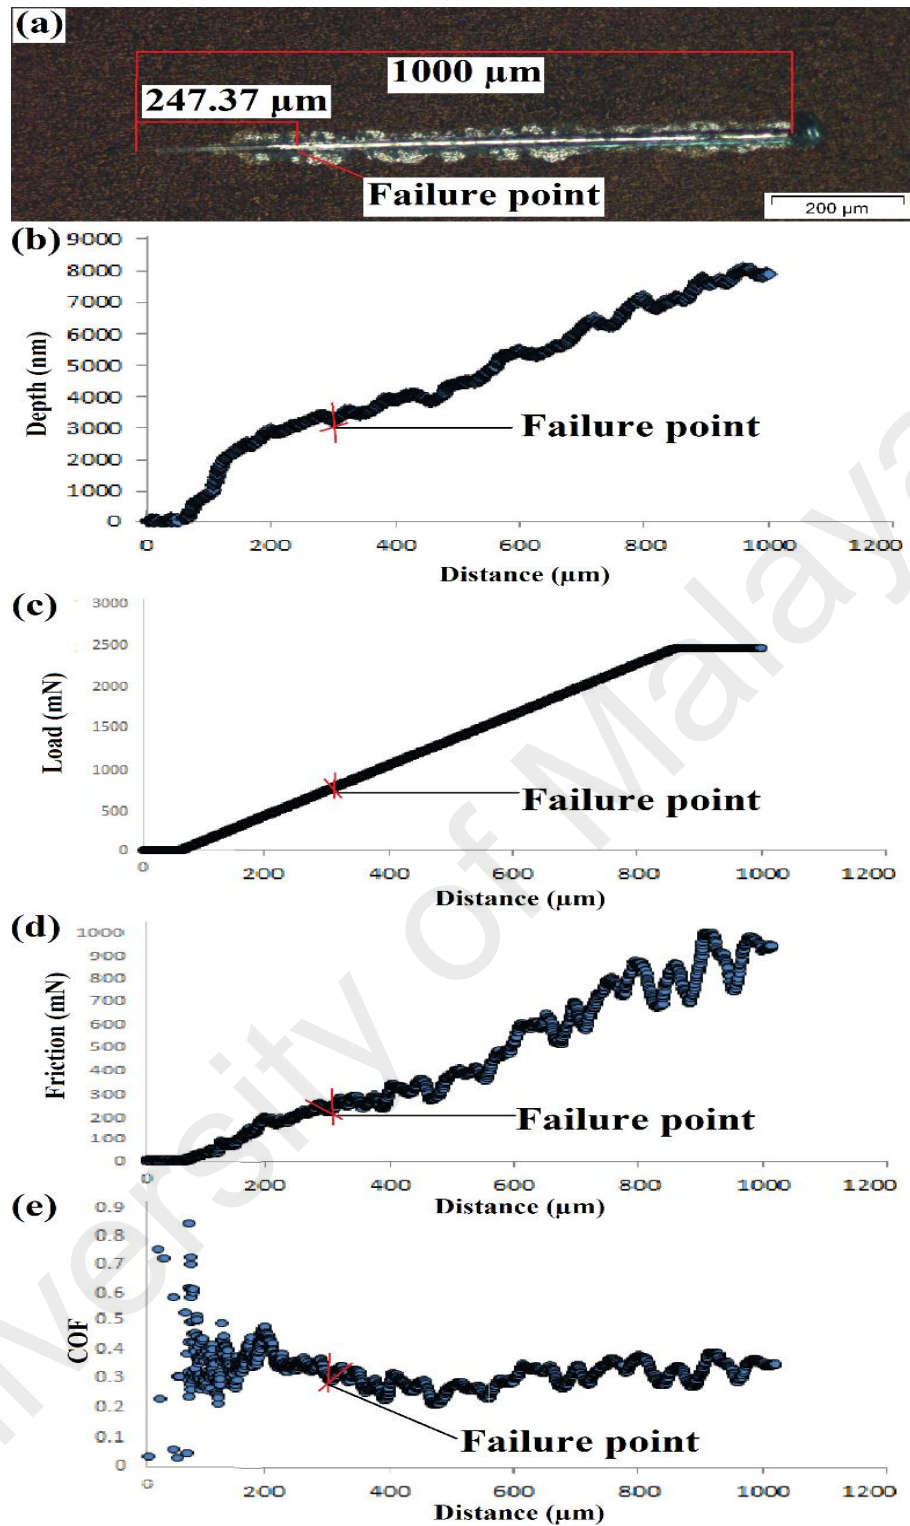 (a)
1000 µm
247.37 µm
Failure point
200 µm
(b)
9000
8000
7000
6000
5000
4000
3000
2000
1000
0
Depth (nm)
Failure point
0 200 400 600 800 1000 1200
Distance (µm)
(c)
3000
2500
2000
1500
1000
500
0
Load (mN)
Failure point
0 200 400 600 800 1000 1200
Distance (µm)
(d)
1000
900
800
700
600
500
400
300
200
100
0
Friction (mN)
Failure point
0 200 400 600 800 1000 1200
Distance (µm)
(e)
0.9
0.8
0.7
0.6
0.5
0.4
0.3
0.2
0.1
0
COF
Failure point
0 200 400 600 800 1000 1200
Distance (µm)
University of Malaya